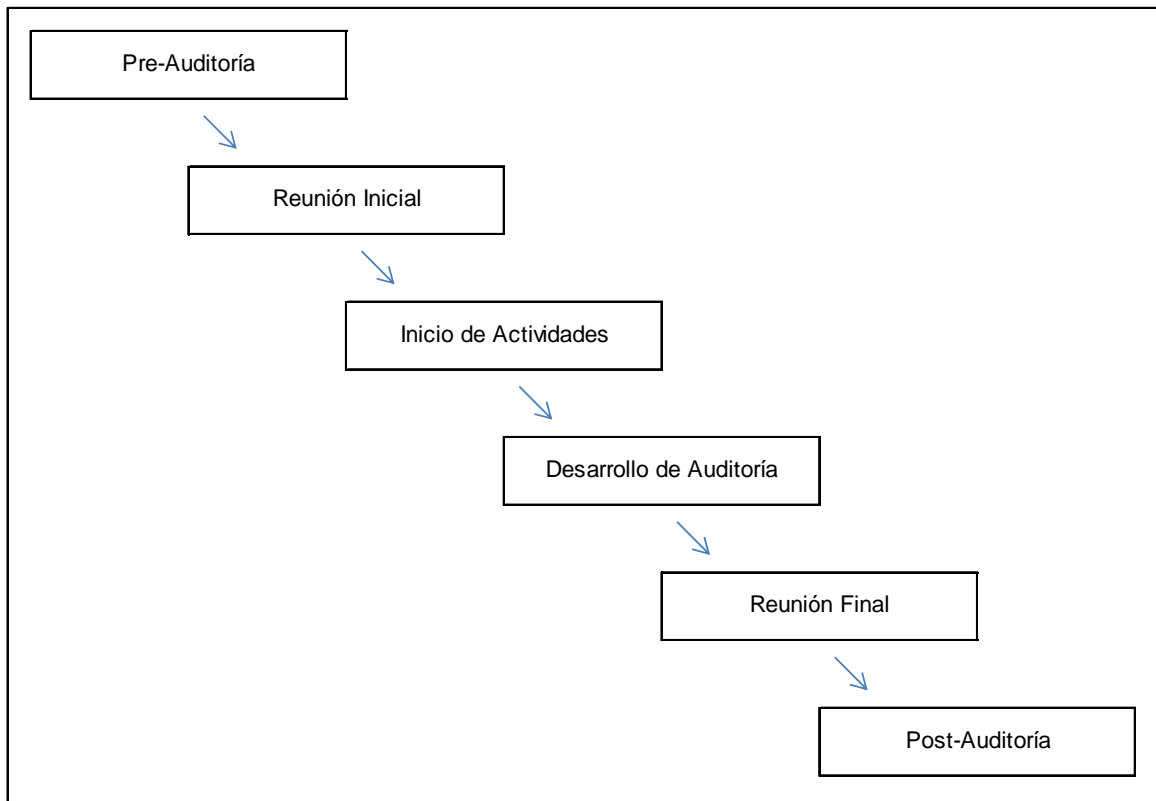 Pre-Auditoría
Reunión Inicial
Inicio de Actividades
Desarrollo de Auditoría
Reunión Final
Post-Auditoría